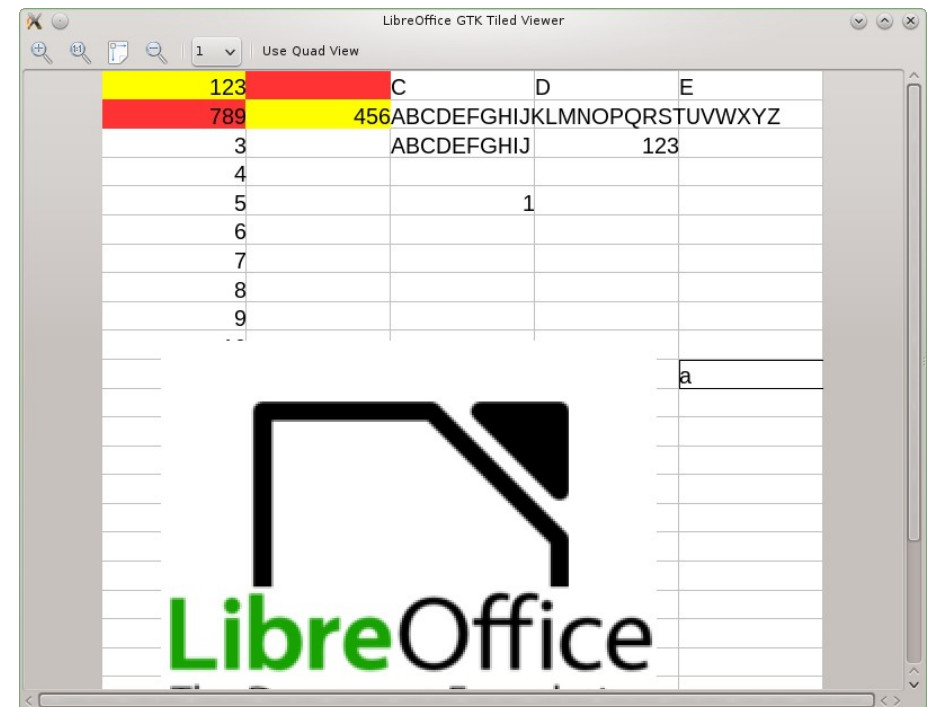 LibreOffice GTK Tiled Viewer
1 Use Quad View
123 C D E
789 456 ABCDEFGHIJKLMNOPQRSTUVWXYZ
3 ABCDEFGHIJ 123
4
5 1
6
7
8
9
a
LibreOffice